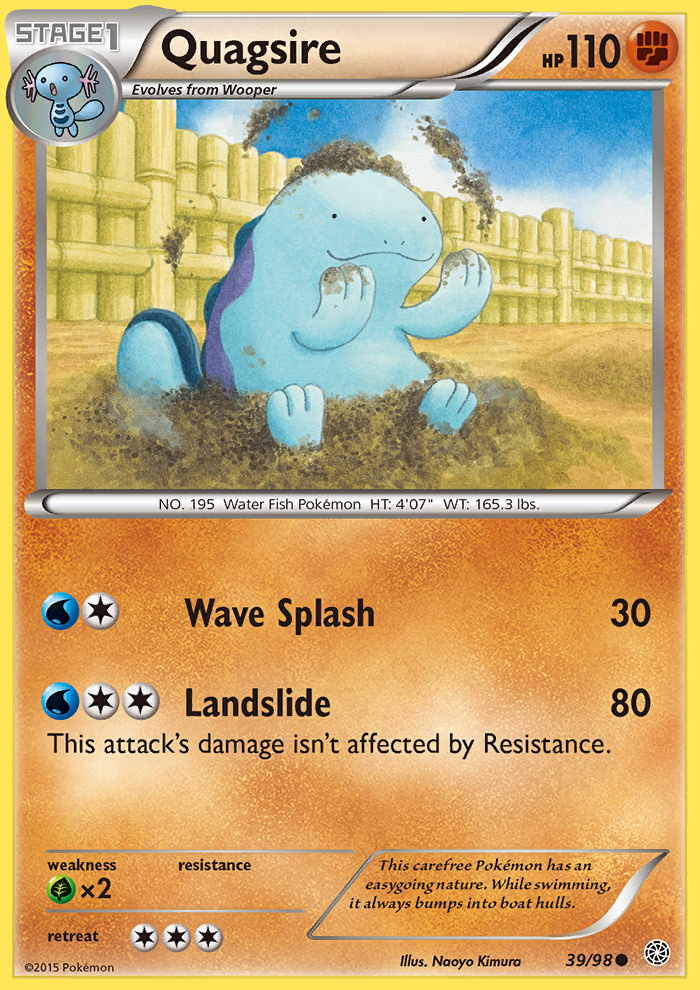 STAGE1
Quagsire
HP110
Evolves from Wooper
NO. 195 Water Fish Pokémon HT: 4'07" WT: 165.3 lbs.
Wave Splash 30
Landslide 80
This attack's damage isn't affected by Resistance.
weakness resistance
×2
This carefree Pokémon has an
easygoing nature. While swimming,
it always bumps into boat hulls.
retreat
Illus. Naoyo Kimura 39/98
©2015 Pokémon